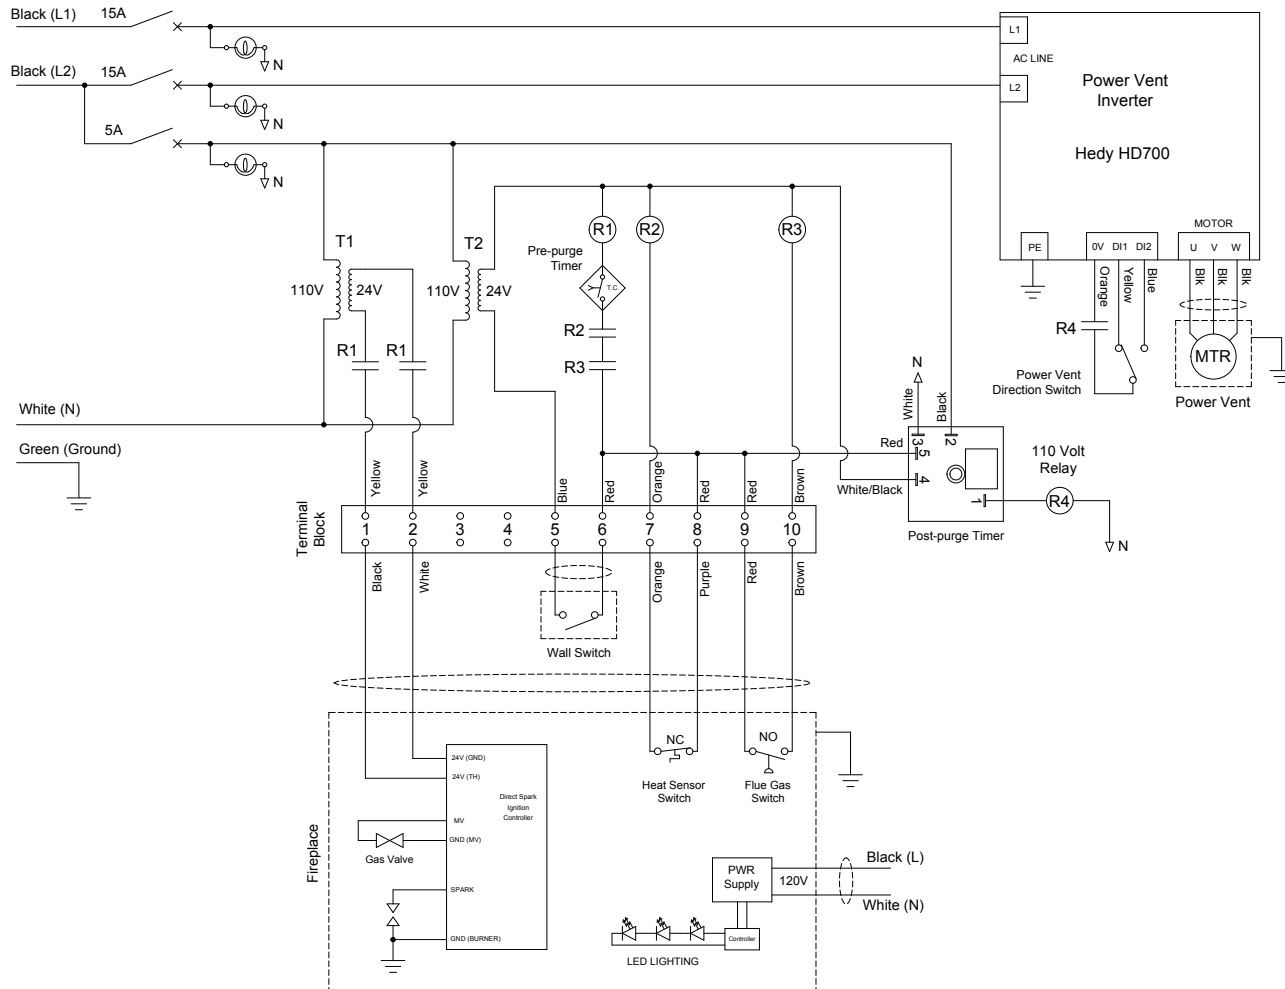 Black (L1)
15A
N
Black (L2)
15A
N
5A
N
L1
AC LINE
L2
Power Vent
Inverter
Hedy HD700
MOTOR
PE
0V
DI1
DI2
U
V
W
Orange
Yellow
Blue
Blk
Blk
Blk
R4
Power Vent
Direction Switch
MTR
Power Vent
T1
110V
24V
R1
R1
T2
110V
24V
R1
R2
R3
Pre-purge
Timer
T.C.
R2
R3
White (N)
Green (Ground)
N
White
Black
Red
White/Black
3
2
5
4
1
Post-purge Timer
110 Volt
Relay
R4
N
Yellow
Yellow
Blue
Red
Orange
Red
Red
Brown
Terminal
Block
1
2
3
4
5
6
7
8
9
10
Black
White
Orange
Purple
Red
Brown
Wall Switch
Fireplace
24V (GND)
24V (TH)
Direct Spark
Ignition
Controller
MV
GND (MV)
Gas Valve
SPARK
GND (BURNER)
NC
Heat Sensor
Switch
NO
Flue Gas
Switch
PWR
Supply
120V
Black (L)
White (N)
Controller
LED LIGHTING